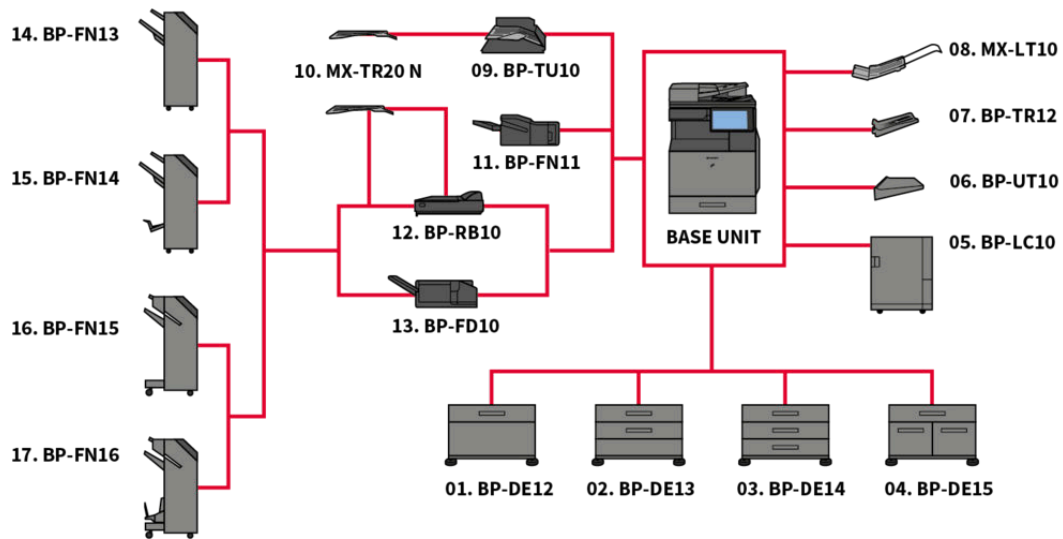 14. BP-FN13
10. MX-TR20 N
09. BP-TU10
08. MX-LT10
07. BP-TR12
11. BP-FN11
15. BP-FN14
06. BP-UT10
12. BP-RB10
BASE UNIT
05. BP-LC10
16. BP-FN15
13. BP-FD10
17. BP-FN16
01. BP-DE12
02. BP-DE13
03. BP-DE14
04. BP-DE15